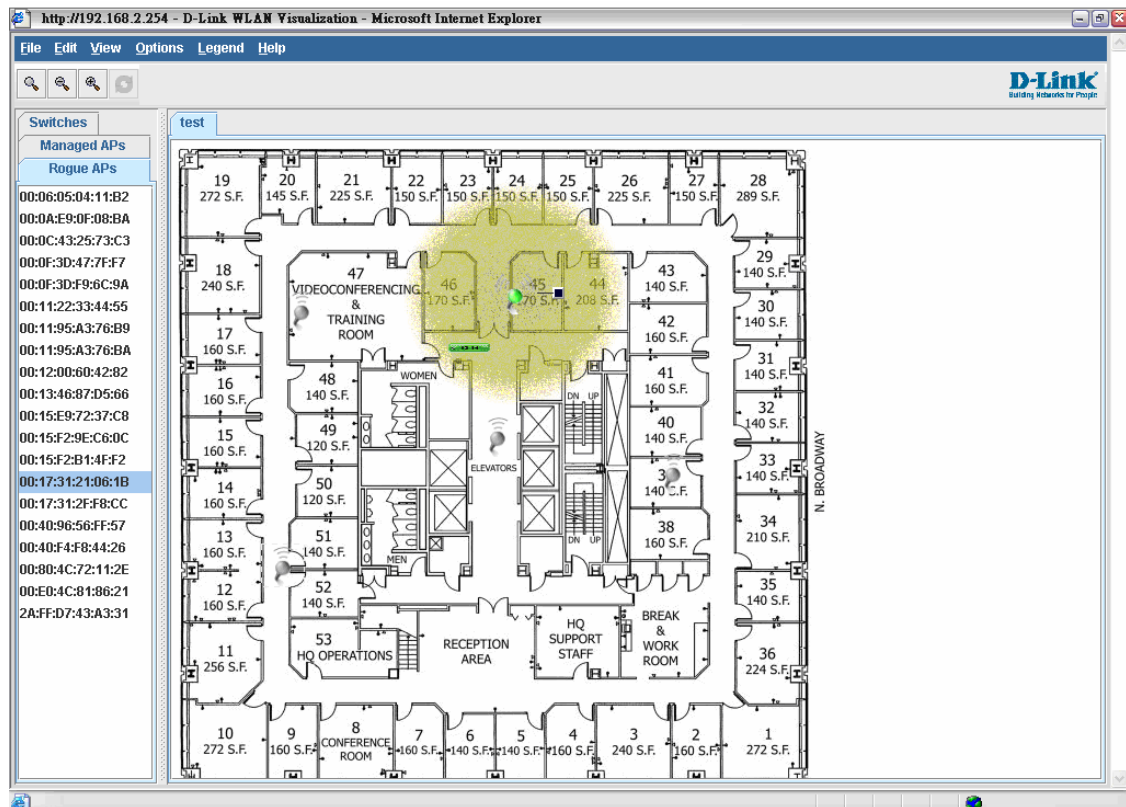 http://192.168.2.254 - D-Link WLAN Visualization - Microsoft Internet Explorer
File Edit View Options Legend Help
D-Link
Building Networks for People
Switches
Managed APs
Rogue APs
test
00:06:05:04:11:B2
00:0A:E9:0F:08:BA
00:0C:43:25:73:C3
00:0F:3D:47:7F:F7
00:0F:3D:F9:6C:9A
00:11:22:33:44:55
00:11:95:A3:76:B9
00:11:95:A3:76:BA
00:12:00:60:42:82
00:13:46:87:D5:66
00:15:E9:72:37:C8
00:15:F2:9E:C6:0C
00:15:F2:B1:4F:F2
00:17:31:21:06:1B
00:17:31:2F:F8:CC
00:40:96:56:FF:57
00:40:F4:F8:44:26
00:80:4C:72:11:2E
00:E0:4C:81:86:21
2A:FF:D7:43:A3:31
19 20 21 22 23 24 25 26 27 28
272 S.F. 145 S.F. 225 S.F. 150 S.F. 150 S.F. 150 S.F. 150 S.F. 225 S.F. 150 S.F. 289 S.F.
29
140 S.F.
18
240 S.F.
47
VIDEOCONFERENCING
&
TRAINING
ROOM
46
170 S.F.
45
170 S.F.
44
208 S.F.
43
140 S.F.
30
140 S.F.
17
160 S.F.
42
160 S.F.
31
140 S.F.
16
160 S.F.
48
140 S.F.
WOMEN
DN UP
41
160 S.F.
32
140 S.F.
15
160 S.F.
49
120 S.F.
40
140 S.F.
N. BROADWAY
ELEVATORS
33
140 S.F.
14
160 S.F.
50
120 S.F.
140 S.F.
34
210 S.F.
13
160 S.F.
51
140 S.F.
MEN
DN UP
38
160 S.F.
12
160 S.F.
52
140 S.F.
35
140 S.F.
11
256 S.F.
53
HQ OPERATIONS
RECEPTION
AREA
HQ
SUPPORT
STAFF
BREAK
&
WORK
ROOM
36
224 S.F.
10
272 S.F.
9
160 S.F.
8
CONFERENCE
ROOM
7
160 S.F.
6
140 S.F.
5
140 S.F.
4
160 S.F.
3
240 S.F.
2
160 S.F.
1
272 S.F.